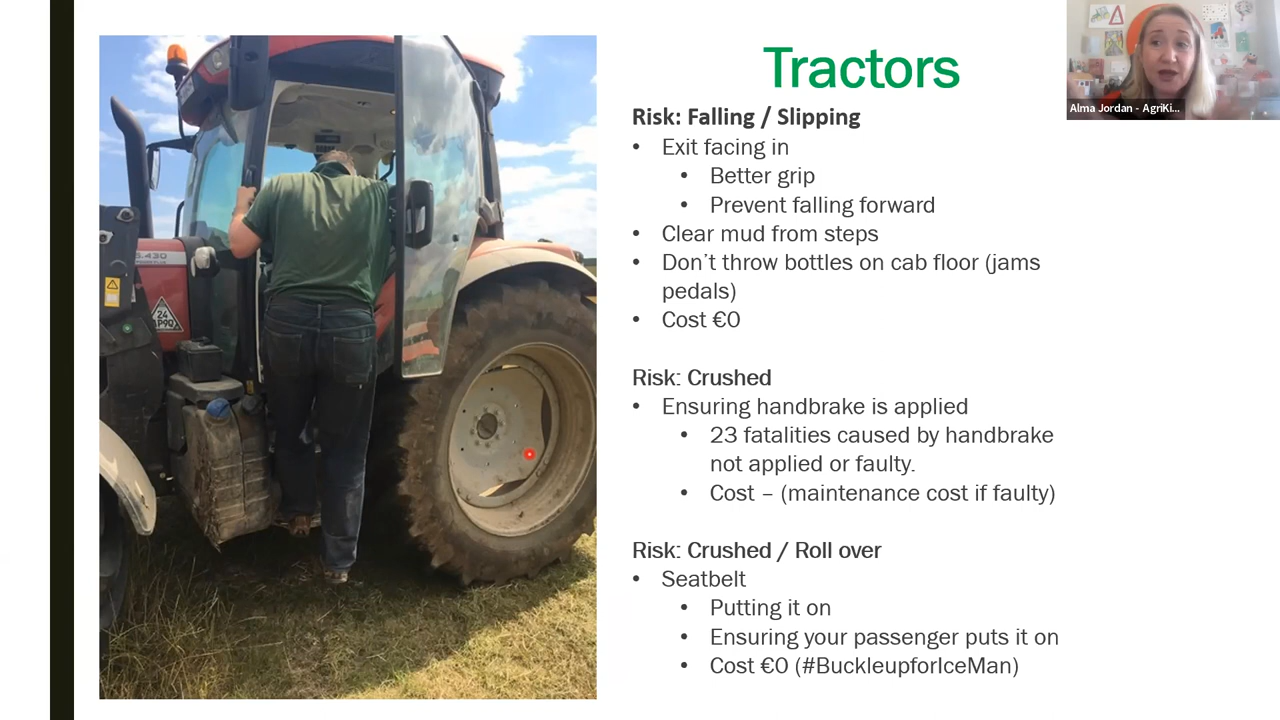 Tractors
Alma Jordan - AgriKi...
Risk: Falling / Slipping
• Exit facing in
• Better grip
• Prevent falling forward
• Clear mud from steps
• Don’t throw bottles on cab floor (jams
pedals)
• Cost €0
Risk: Crushed
• Ensuring handbrake is applied
• 23 fatalities caused by handbrake
not applied or faulty.
• Cost – (maintenance cost if faulty)
Risk: Crushed / Roll over
• Seatbelt
• Putting it on
• Ensuring your passenger puts it on
• Cost €0 (#BuckleupforIceMan)
24